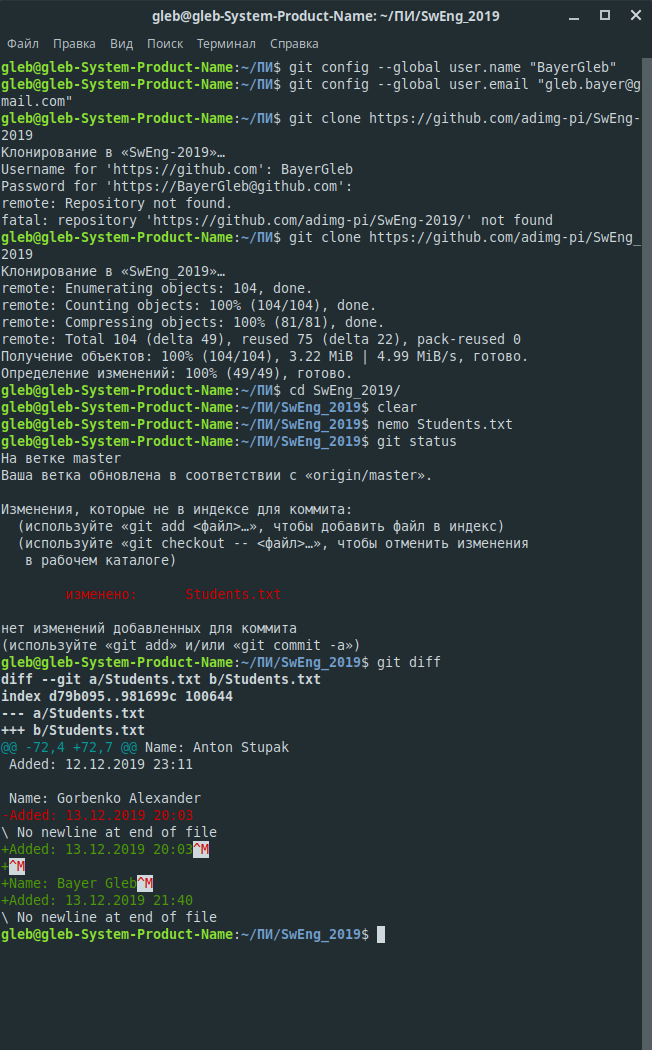 gleb@gleb-System-Product-Name: ~/ПИ/SwEng_2019
Файл Правка Вид Поиск Терминал Справка
gleb@gleb-System-Product-Name:~/ПИ$ git config --global user.name "BayerGleb"
gleb@gleb-System-Product-Name:~/ПИ$ git config --global user.email "gleb.bayer@g
mail.com"
gleb@gleb-System-Product-Name:~/ПИ$ git clone https://github.com/adimg-pi/SwEng-
2019
Клонирование в «SwEng-2019»…
Username for 'https://github.com': BayerGleb
Password for 'https://BayerGleb@github.com':
remote: Repository not found.
fatal: repository 'https://github.com/adimg-pi/SwEng-2019/' not found
gleb@gleb-System-Product-Name:~/ПИ$ git clone https://github.com/adimg-pi/SwEng_
2019
Клонирование в «SwEng_2019»…
remote: Enumerating objects: 104, done.
remote: Counting objects: 100% (104/104), done.
remote: Compressing objects: 100% (81/81), done.
remote: Total 104 (delta 49), reused 75 (delta 22), pack-reused 0
Получение объектов: 100% (104/104), 3.22 MiB | 4.99 MiB/s, готово.
Определение изменений: 100% (49/49), готово.
gleb@gleb-System-Product-Name:~/ПИ$ cd SwEng_2019/
gleb@gleb-System-Product-Name:~/ПИ/SwEng_2019$ clear
gleb@gleb-System-Product-Name:~/ПИ/SwEng_2019$ nemo Students.txt
gleb@gleb-System-Product-Name:~/ПИ/SwEng_2019$ git status
На ветке master
Ваша ветка обновлена в соответствии с «origin/master».
Изменения, которые не в индексе для коммита:
  (используйте «git add <файл>…», чтобы добавить файл в индекс)
  (используйте «git checkout -- <файл>…», чтобы отменить изменения
   в рабочем каталоге)
        изменено:      Students.txt
нет изменений добавленных для коммита
(используйте «git add» и/или «git commit -a»)
gleb@gleb-System-Product-Name:~/ПИ/SwEng_2019$ git diff
diff --git a/Students.txt b/Students.txt
index d79b095..981699c 100644
--- a/Students.txt
+++ b/Students.txt
@@ -72,4 +72,7 @@ Name: Anton Stupak
 Added: 12.12.2019 23:11
 Name: Gorbenko Alexander
-Added: 13.12.2019 20:03
\ No newline at end of file
+Added: 13.12.2019 20:03^M
+^M
+Name: Bayer Gleb^M
+Added: 13.12.2019 21:40
\ No newline at end of file
gleb@gleb-System-Product-Name:~/ПИ/SwEng_2019$